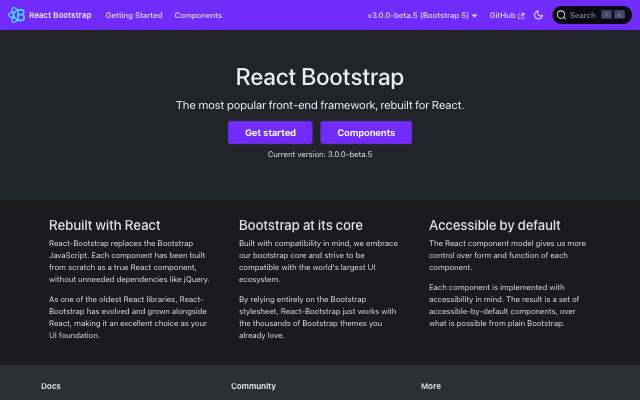 React Bootstrap
Getting Started
Components
v3.0.0-beta.5 (Bootstrap 5)
GitHub
Search
React Bootstrap
The most popular front-end framework, rebuilt for React.
Get started
Components
Current version: 3.0.0-beta.5
Rebuilt with React
React-Bootstrap replaces the Bootstrap
JavaScript. Each component has been built
from scratch as a true React component,
without unneeded dependencies like jQuery.
As one of the oldest React libraries, React-
Bootstrap has evolved and grown alongside
React, making it an excellent choice as your
UI foundation.
Bootstrap at its core
Built with compatibility in mind, we embrace
our bootstrap core and strive to be
compatible with the world's largest UI
ecosystem.
By relying entirely on the Bootstrap
stylesheet, React-Bootstrap just works with
the thousands of Bootstrap themes you
already love.
Accessible by default
The React component model gives us more
control over form and function of each
component.
Each component is implemented with
accessibility in mind. The result is a set of
accessible-by-default components, over
what is possible from plain Bootstrap.
Docs
Community
More